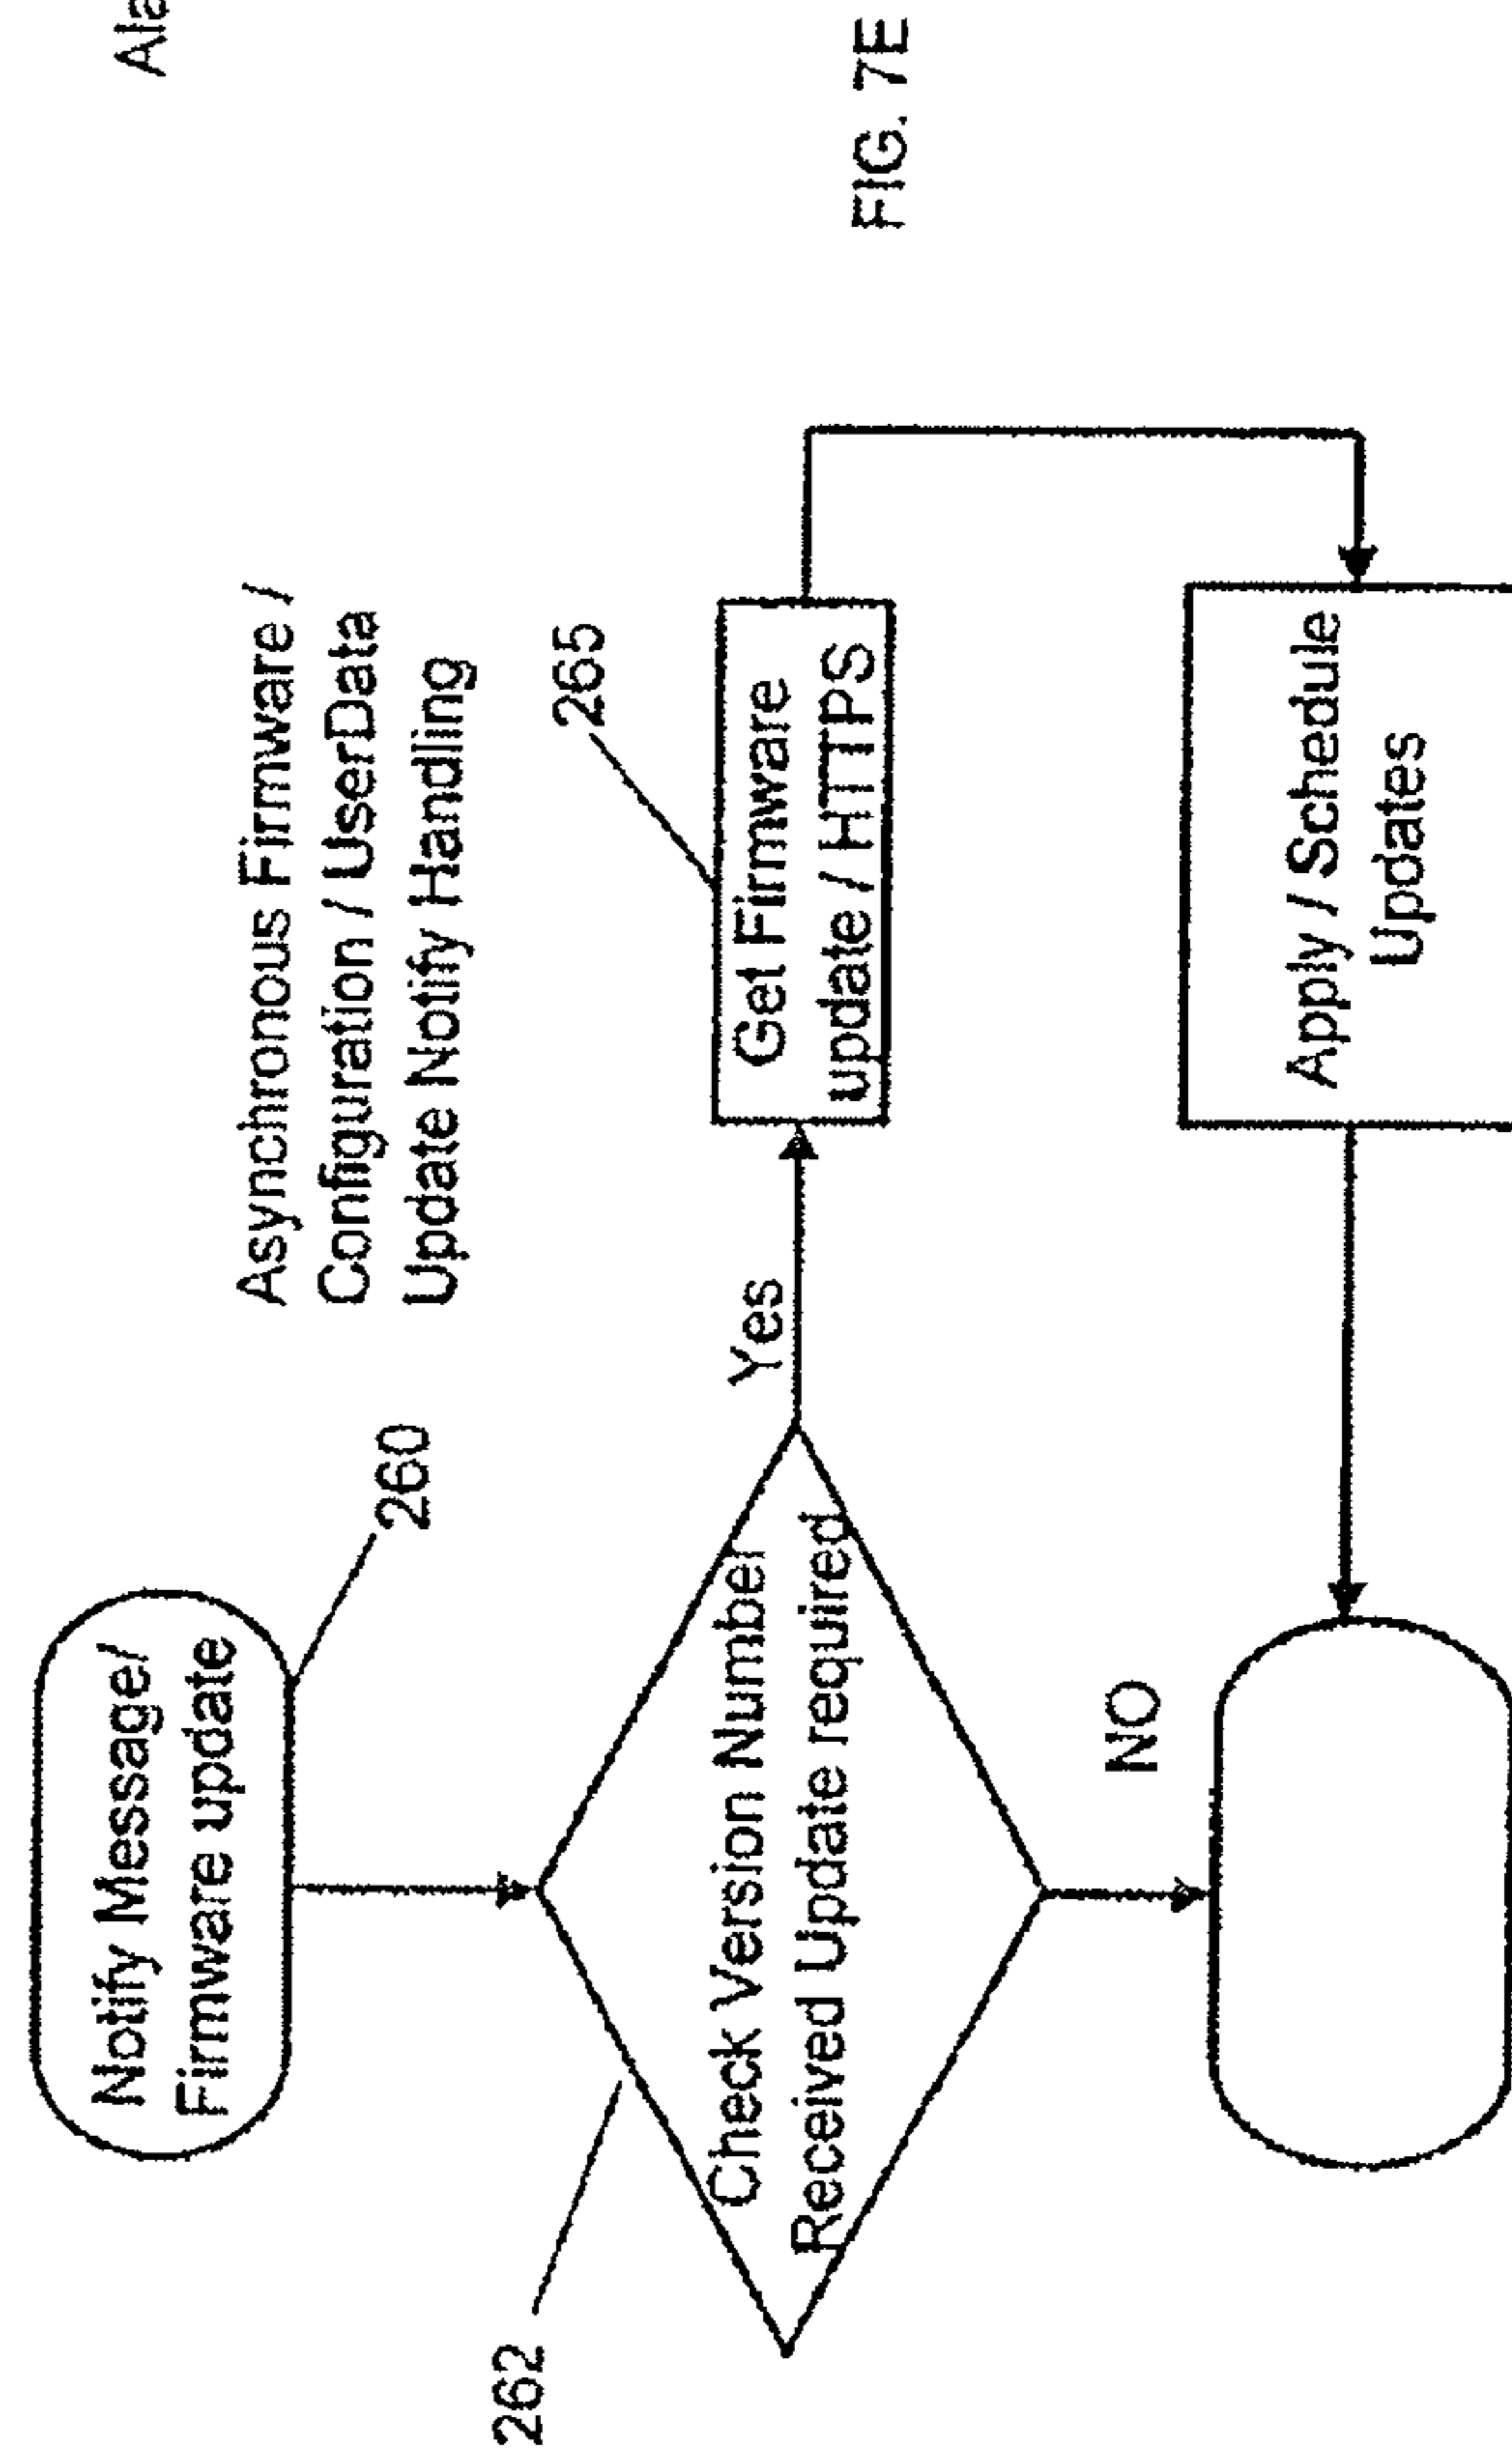 Notify Message/
Firmware update
260
Asynchronous Firmware /
Configuration / UserData
Update Notify Handling
262
Check Version Number
Received Update required
Yes
265
Get Firmware
update / HTTPS
NO
Apply / Schedule
Updates
FIG. 7E